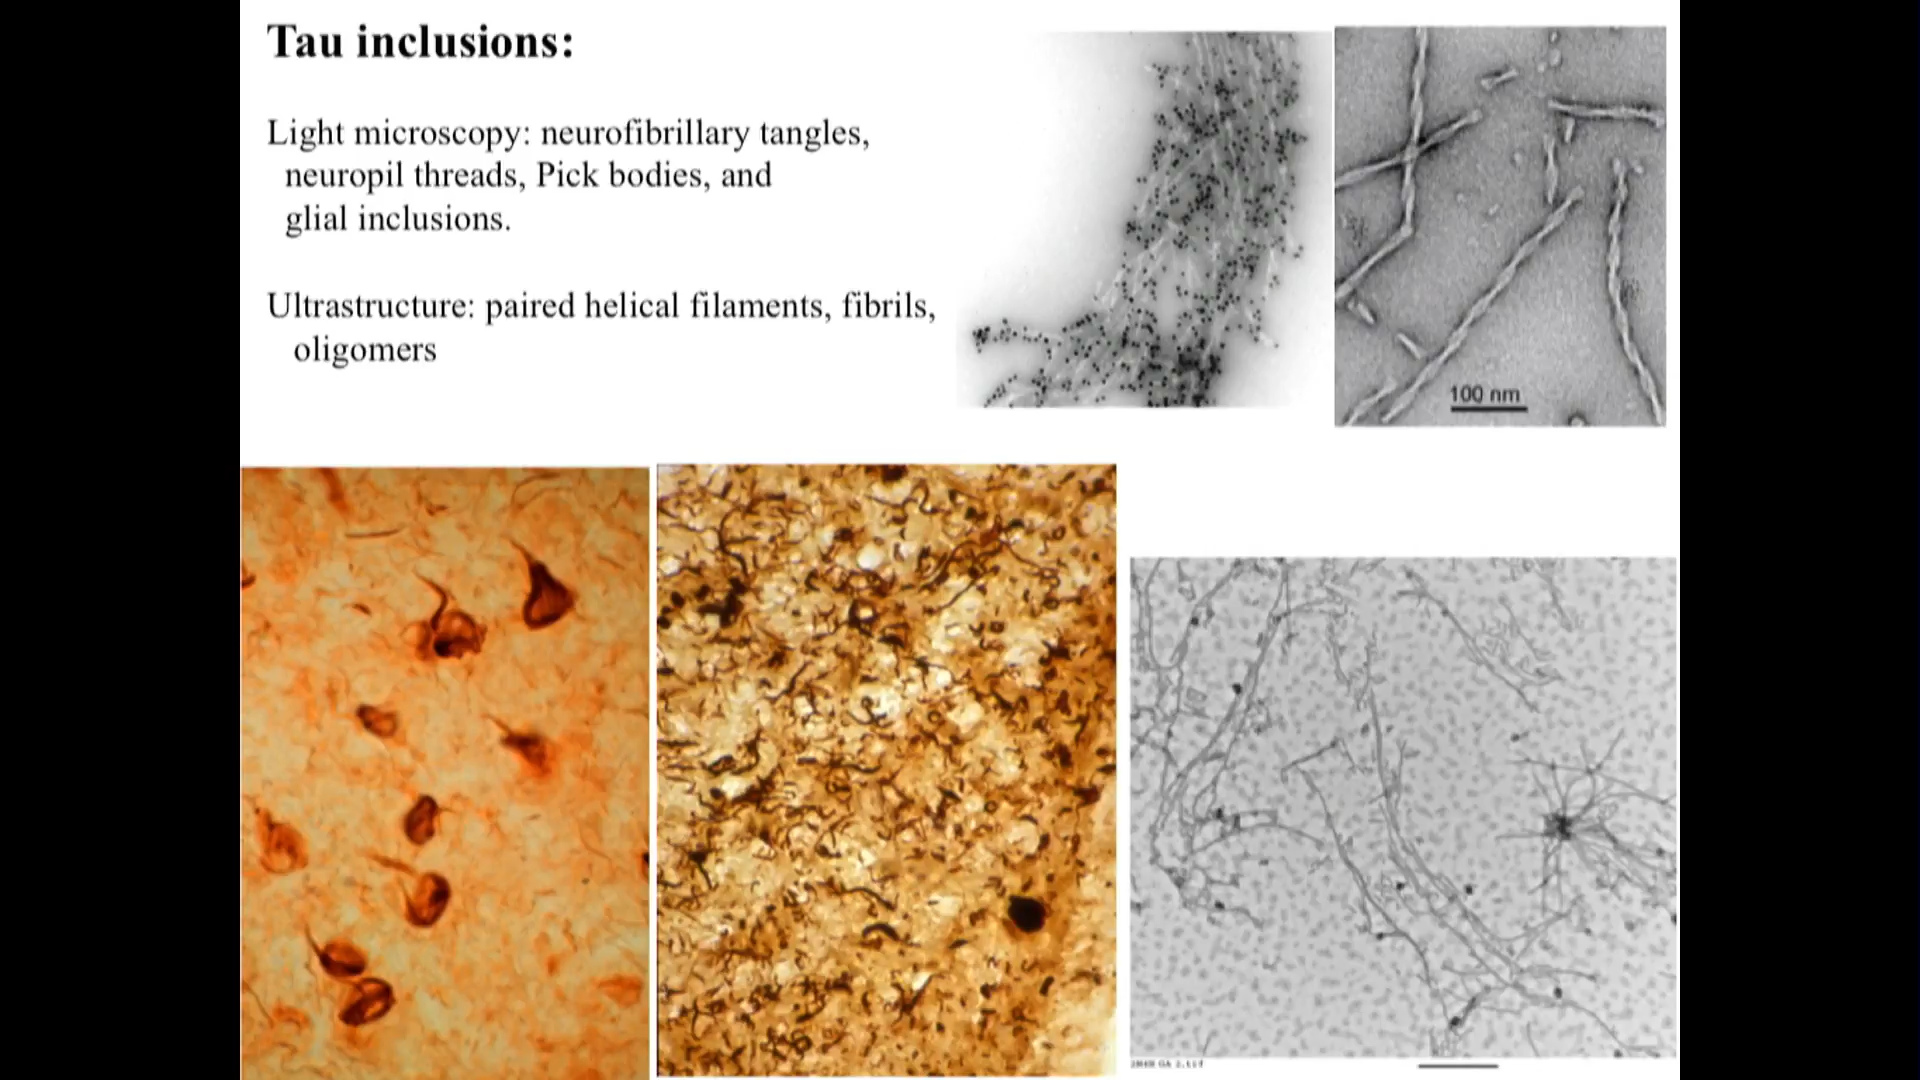 Tau inclusions:
Light microscopy: neurofibrillary tangles,
neuropil threads, Pick bodies, and
glial inclusions.
Ultrastructure: paired helical filaments, fibrils,
oligomers
100 nm